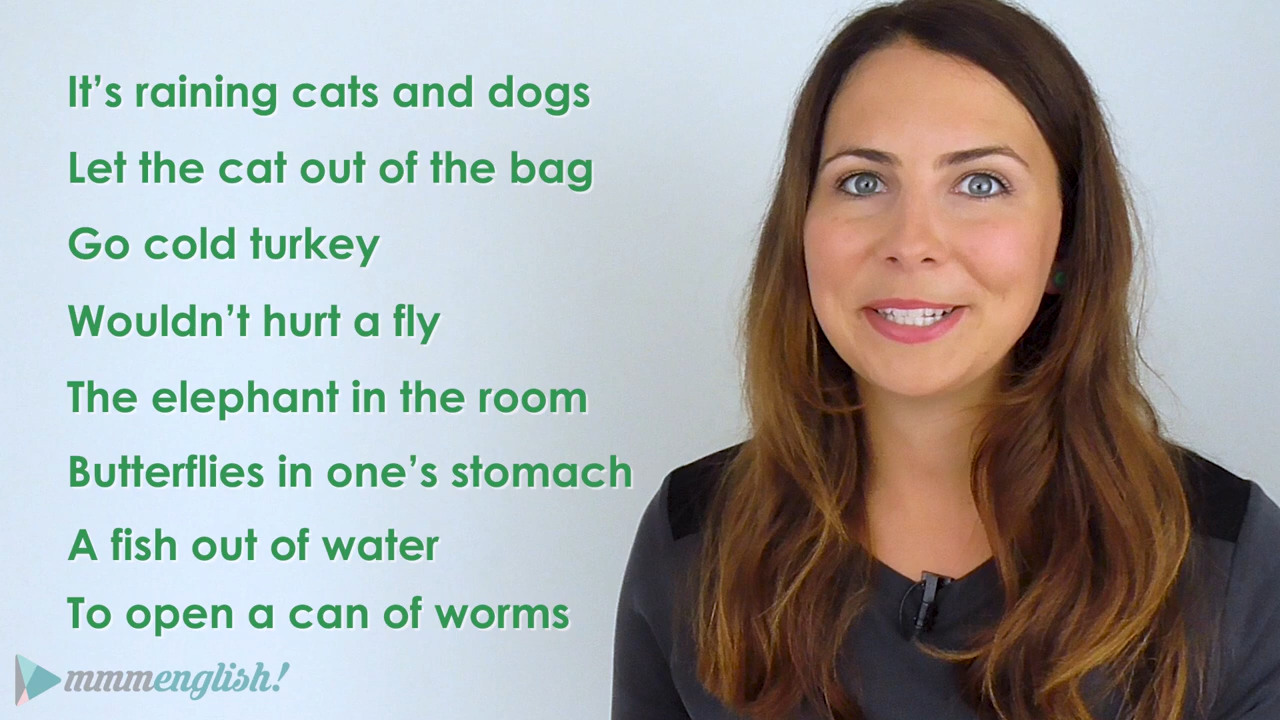 It’s raining cats and dogs
Let the cat out of the bag
Go cold turkey
Wouldn’t hurt a fly
The elephant in the room
Butterflies in one’s stomach
A fish out of water
To open a can of worms
mmmenglish!